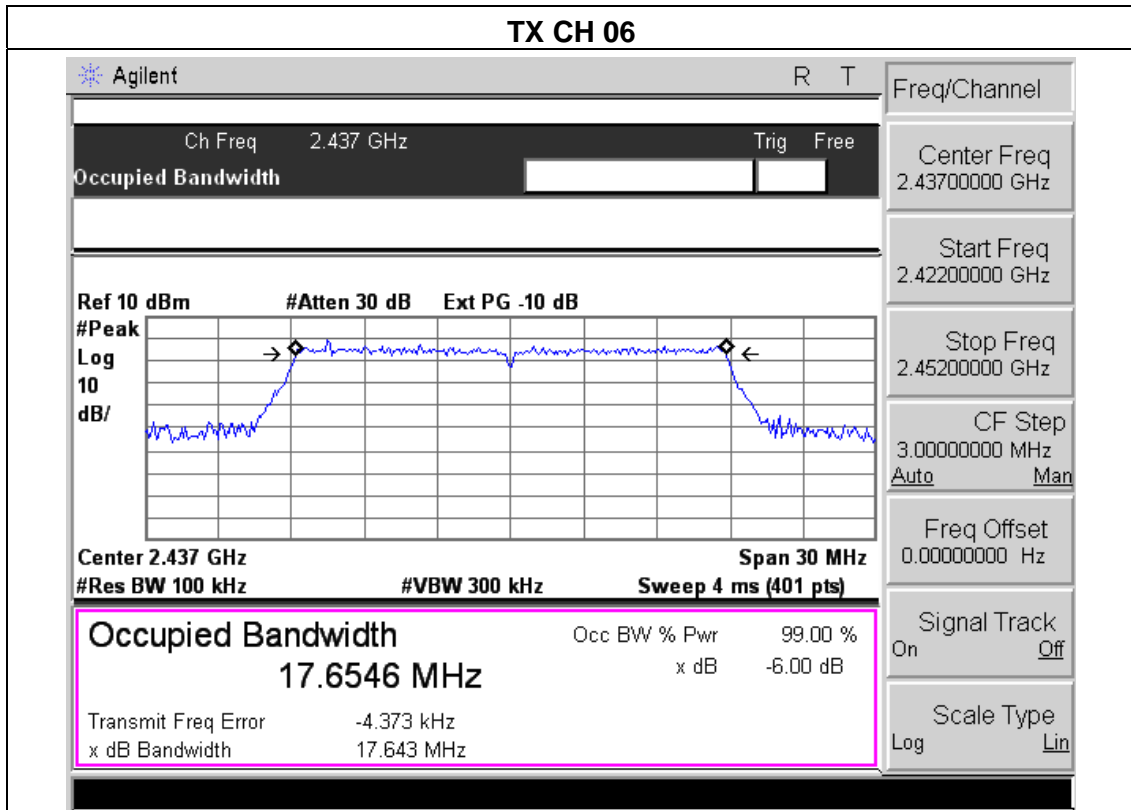 TX CH 06
Agilent R T
Freq/Channel
Ch Freq 2.437 GHz Trig Free
Occupied Bandwidth
Center Freq
2.43700000 GHz
Start Freq
2.42200000 GHz
Ref 10 dBm #Atten 30 dB Ext PG -10 dB
#Peak
Log
10
dB/
Stop Freq
2.45200000 GHz
CF Step
3.00000000 MHz
Auto Man
Center 2.437 GHz Span 30 MHz
#Res BW 100 kHz #VBW 300 kHz Sweep 4 ms (401 pts)
Freq Offset
0.00000000 Hz
Occupied Bandwidth Occ BW % Pwr 99.00 %
17.6546 MHz x dB -6.00 dB
Transmit Freq Error -4.373 kHz
x dB Bandwidth 17.643 MHz
Signal Track
On Off
Scale Type
Log Lin